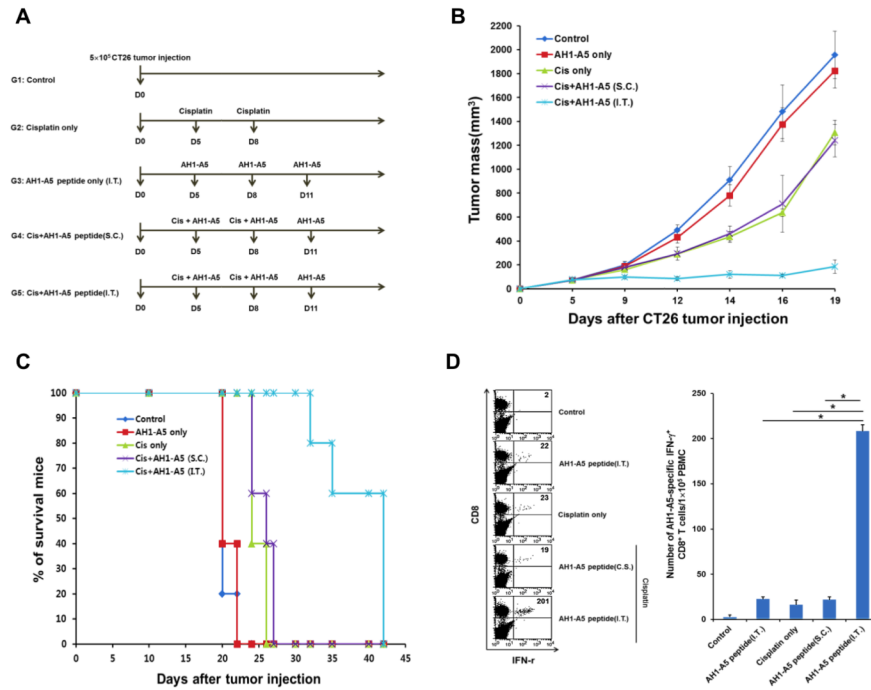 A
5×10⁵CT26 tumor injection
G1: Control
D0
Cisplatin Cisplatin
G2: Cisplatin only
D0 D5 D8
AH1-A5 AH1-A5 AH1-A5
G3: AH1-A5 peptide only (I.T.)
D0 D5 D8 D11
Cis + AH1-A5 Cis + AH1-A5 AH1-A5
G4: Cis+AH1-A5 peptide(S.C.)
D0 D5 D8 D11
Cis + AH1-A5 Cis + AH1-A5 AH1-A5
G5: Cis+AH1-A5 peptide(I.T.)
D0 D5 D8 D11
B
Tumor mass(mm³)
2200
2000
1800
1600
1400
1200
1000
800
600
400
200
0
Control
AH1-A5 only
Cis only
Cis+AH1-A5 (S.C.)
Cis+AH1-A5 (I.T.)
0 5 9 12 14 16 19
Days after CT26 tumor injection
C
% of survival mice
100
90
80
70
60
50
40
30
20
10
0
Control
AH1-A5 only
Cis only
Cis+AH1-A5 (S.C.)
Cis+AH1-A5 (I.T.)
0 5 10 15 20 25 30 35 40 45
Days after tumor injection
D
CD8
2
Control
22
AH1-A5 peptide(I.T.)
23
Cisplatin only
19
AH1-A5 peptide(C.S.)
201
AH1-A5 peptide(I.T.)
Cisplatin
IFN-r
Number of AH1-A5-specific IFN-γ⁺
CD8⁺ T cells/1×10⁵ PBMC
250
200
150
100
50
0
* 
*
*
Control
AH1-A5 peptide(I.T.)
Cisplatin only
AH1-A5 peptide(S.C.)
AH1-A5 peptide(I.T.)